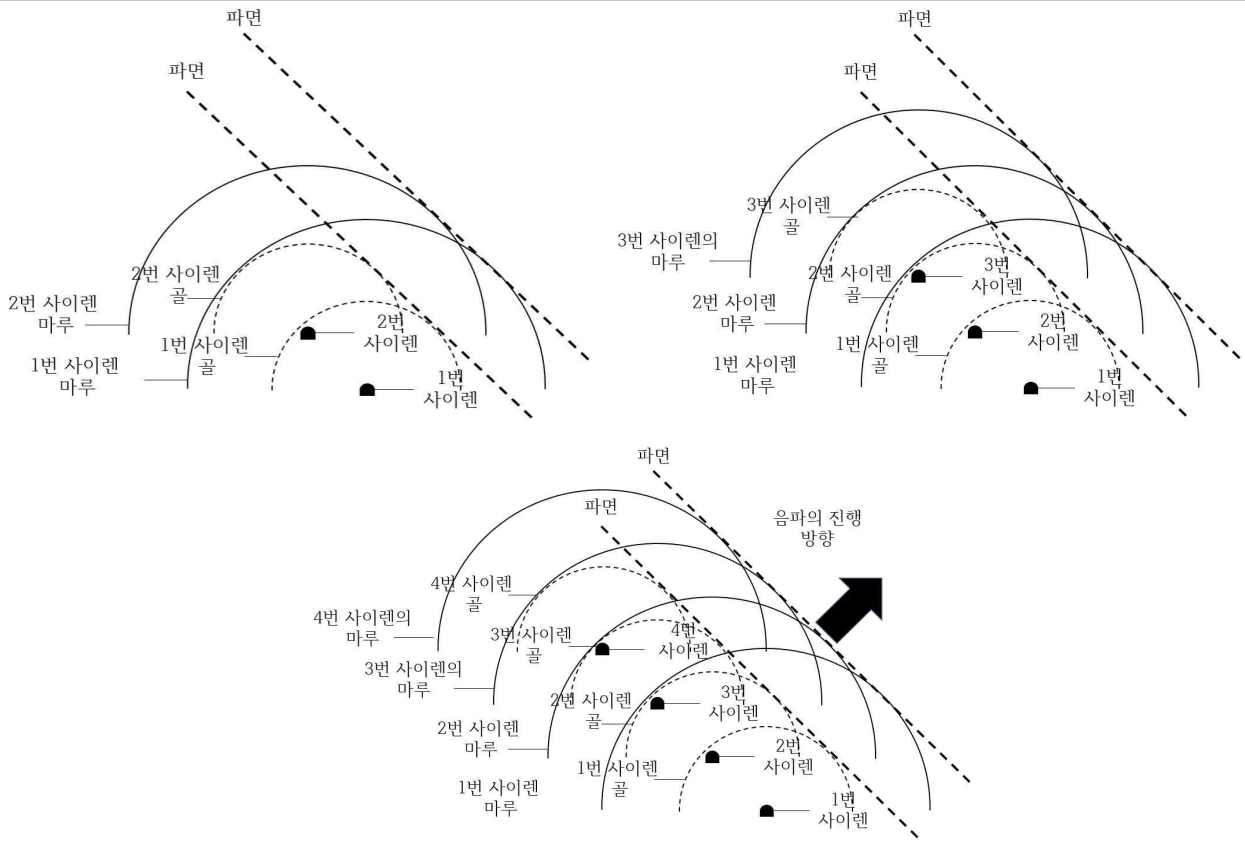 파면
파면
2번 사이렌
골
2번 사이렌
마루
1번 사이렌
골
1번 사이렌
마루
2번
사이렌
1번
사이렌
파면
파면
3번 사이렌
골
3번 사이렌의
마루
2번 사이렌
골
3번
사이렌
2번 사이렌
마루
1번 사이렌
골
2번
사이렌
1번 사이렌
마루
1번
사이렌
파면
파면
음파의 진행
방향
4번 사이렌
골
4번 사이렌의
마루
3번 사이렌
골
4번
사이렌
3번 사이렌의
마루
2번 사이렌
골
3번
사이렌
2번 사이렌
마루
1번 사이렌
골
2번
사이렌
1번 사이렌
마루
1번
사이렌